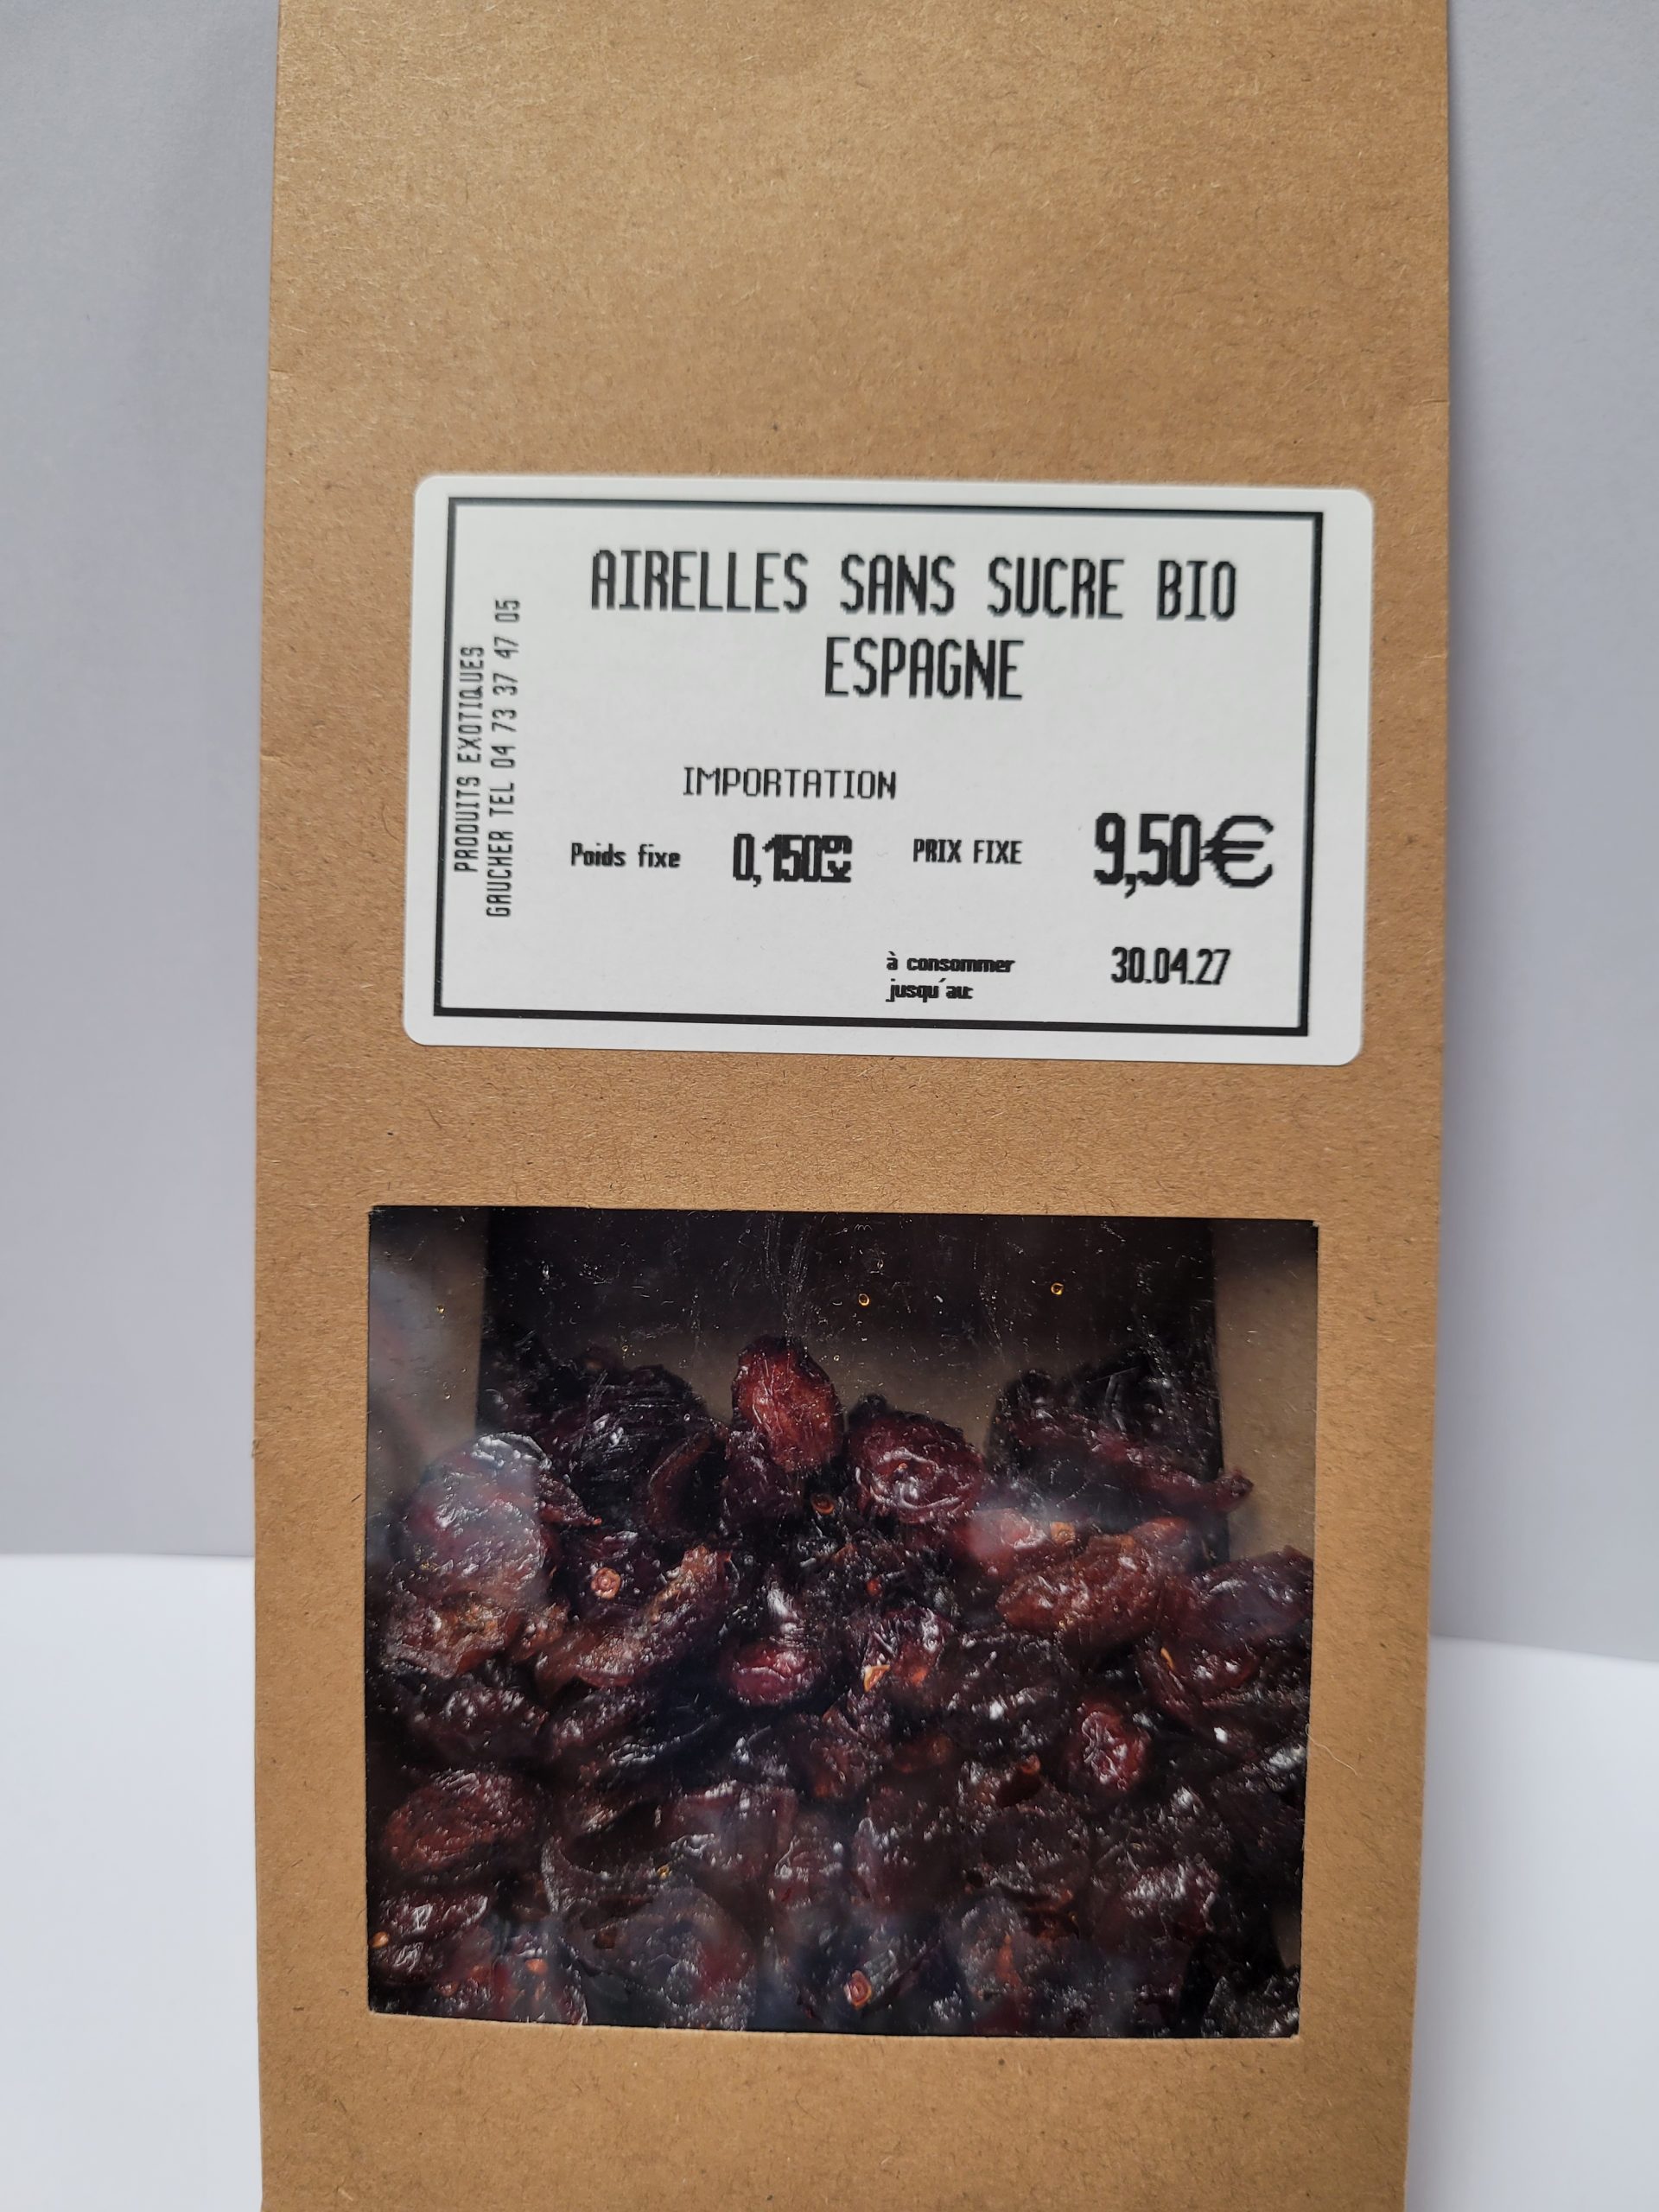 AIRELLES SANS SUCRE BIO
ESPAGNE
PRODUITS EXOTIQUES
GAUCHER TEL 04 73 37 47 05
IMPORTATION
Poids fixe 0,150kg PRIX FIXE 9,50€
à consommer 30.04.27
jusqu'au: